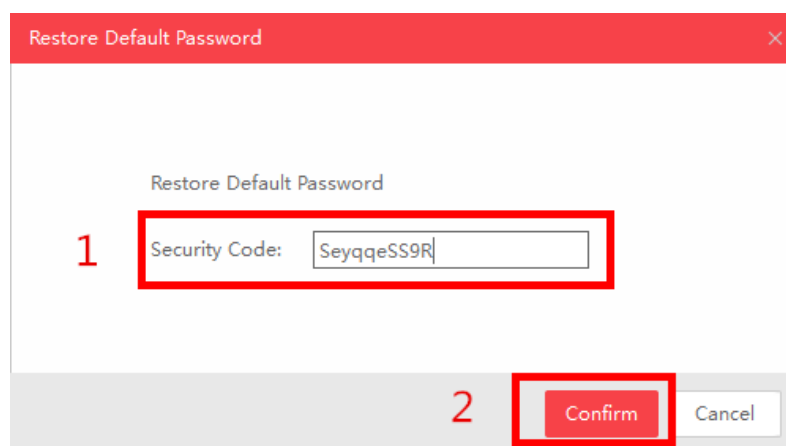 Restore Default Password
Restore Default Password
1 Security Code: SeyqqeSS9R
2 Confirm Cancel